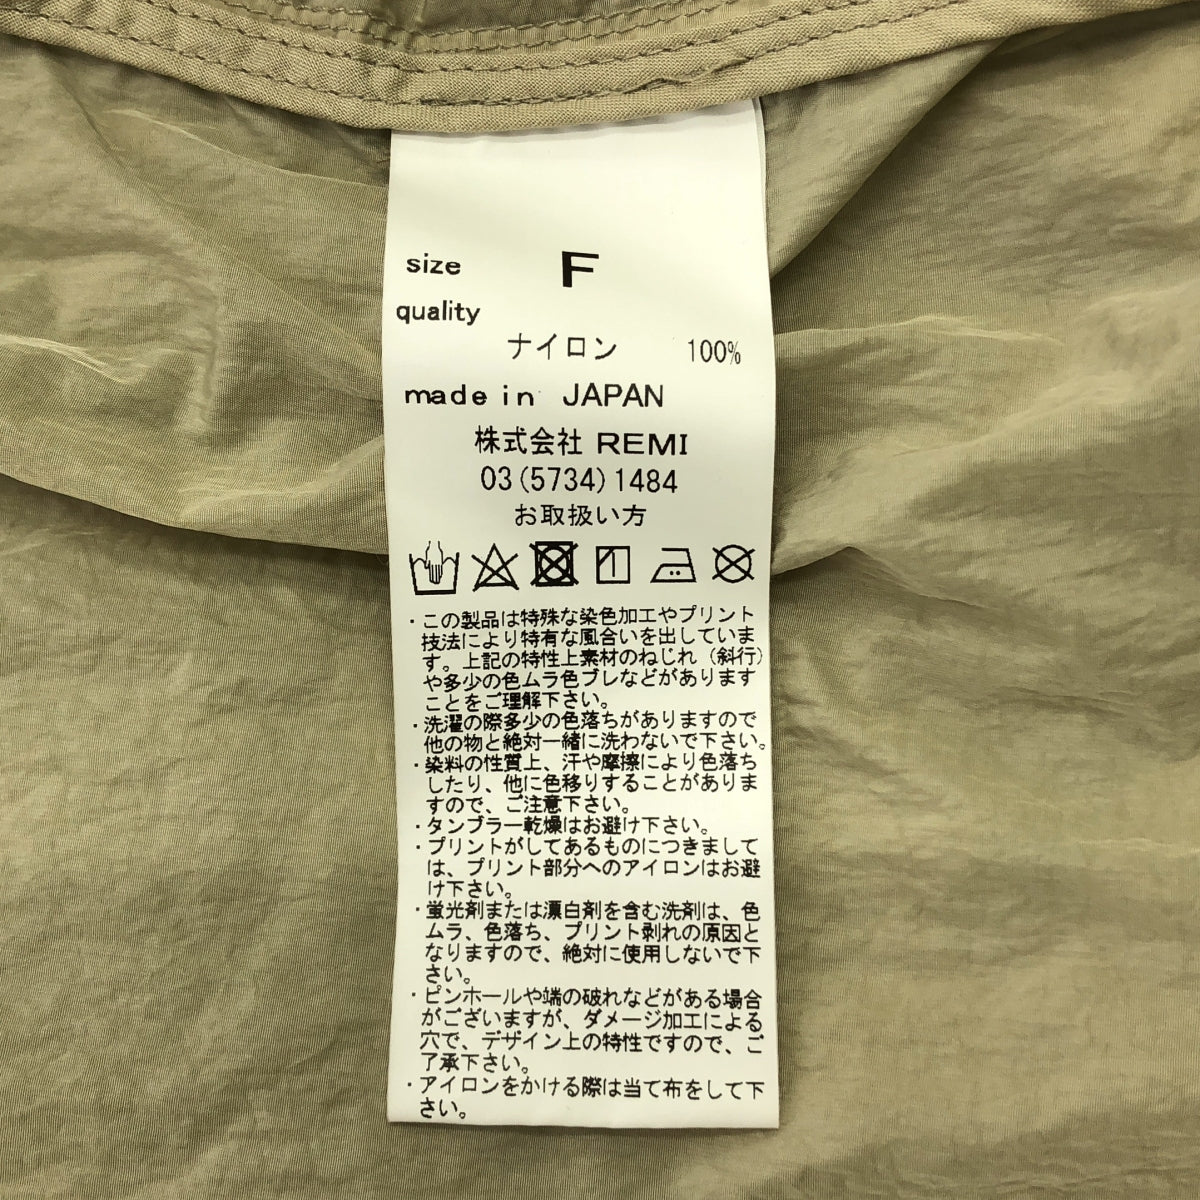 size F
quality
ナイロン 100%
made in JAPAN
株式会社 REMI
03(5734)1484
お取扱い方
・この製品は特殊な染色加工やプリント
技法により特有な風合いを出していま
す。上記の特性上素材のねじれ（斜行）
や多少の色ムラ色ブレなどがあります
ことをご理解下さい。
・洗濯の際多少の色落ちがありますので
他の物と絶対一緒に洗わないで下さい。
・染料の性質上、汗や摩擦により色落ち
したり、他に色移りすることがありま
すので、ご注意下さい。
・タンブラー乾燥はお避け下さい。
・プリントがしてあるものにつきまして
は、プリント部分へのアイロンはお避
け下さい。
・蛍光剤または漂白剤を含む洗剤は、色
ムラ、色落ち、プリント剥れの原因と
なりますので、絶対に使用しないで下
さい。
・ピンホールや端の破れなどがある場合
がございますが、ダメージ加工による
穴で、デザイン上の特性ですので、ご
了承下さい。
・アイロンをかける際は当て布をして下
さい。